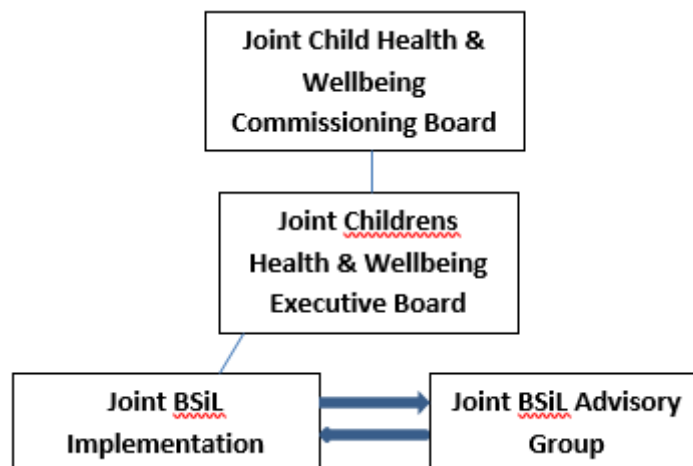 Joint Child Health &
Wellbeing
Commissioning Board
Joint Childrens
Health & Wellbeing
Executive Board
Joint BSiL
Implementation
Joint BSiL Advisory
Group